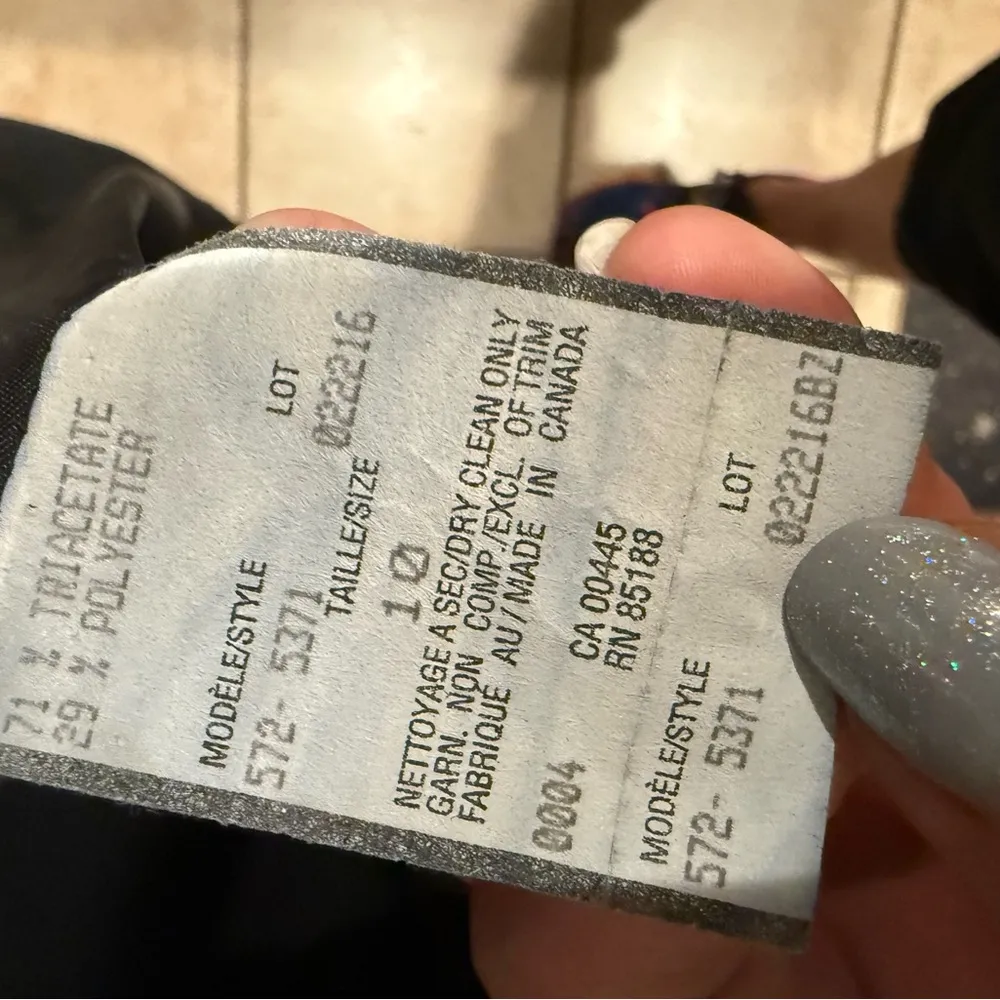 71 % TRIACETATE
29 % POLYESTER
MODÈLE/STYLE LOT
572- 5371 022216
TAILLE/SIZE
10
NETTOYAGE A SEC/DRY CLEAN ONLY
GARN. NON COMP./EXCL. OF TRIM
FABRIQUÉ AU/MADE IN CANADA
CA 00445
RN 85188
0004
MODÈLE/STYLE LOT
572- 5371 022216BZ